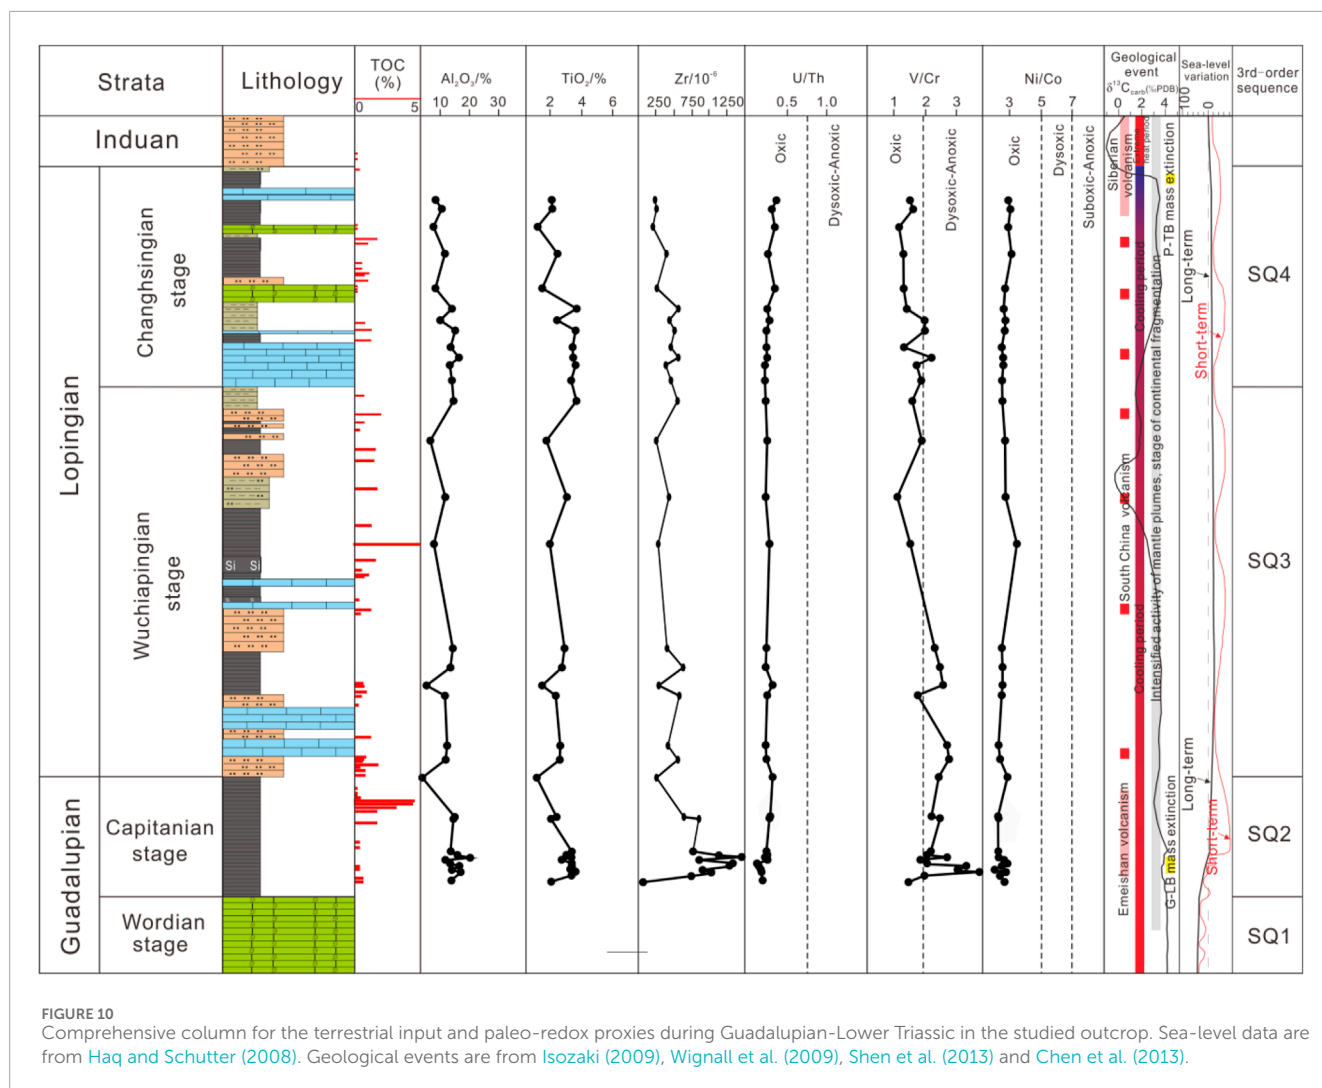 Strata
Lithology
TOC
(%)
0 5
Al₂O₃/%
10 20 30
TiO₂/%
2 4 6
Zr/10⁻⁶
250 750 1250
U/Th
0.5 1.0
V/Cr
1 2 3
Ni/Co
3 5 7
Geological
event
δ¹³Ccarb(‰PDB)
0 2 4
Sea-level
variation
100 0
3rd-order
sequence
Induan
Lopingian
Changhsingian
stage
Wuchiapingian
stage
Guadalupian
Capitanian
stage
Wordian
stage
Si Si
Oxic
Dysoxic-Anoxic
Oxic
Dysoxic-Anoxic
Oxic
Dysoxic
Suboxic-Anoxic
Siberian
volcanism
Extreme
heat period
P-TB mass extinction
Cooling period
South China volcanism
Cooling period
Intensified activity of mantle plumes, stage of continental fragmentation
Emeishan volcanism
G-LB mass extinction
Long-term
Short-term
Long-term
Short-term
SQ4
SQ3
SQ2
SQ1
FIGURE 10
Comprehensive column for the terrestrial input and paleo-redox proxies during Guadalupian-Lower Triassic in the studied outcrop. Sea-level data are
from Haq and Schutter (2008). Geological events are from Isozaki (2009), Wignall et al. (2009), Shen et al. (2013) and Chen et al. (2013).